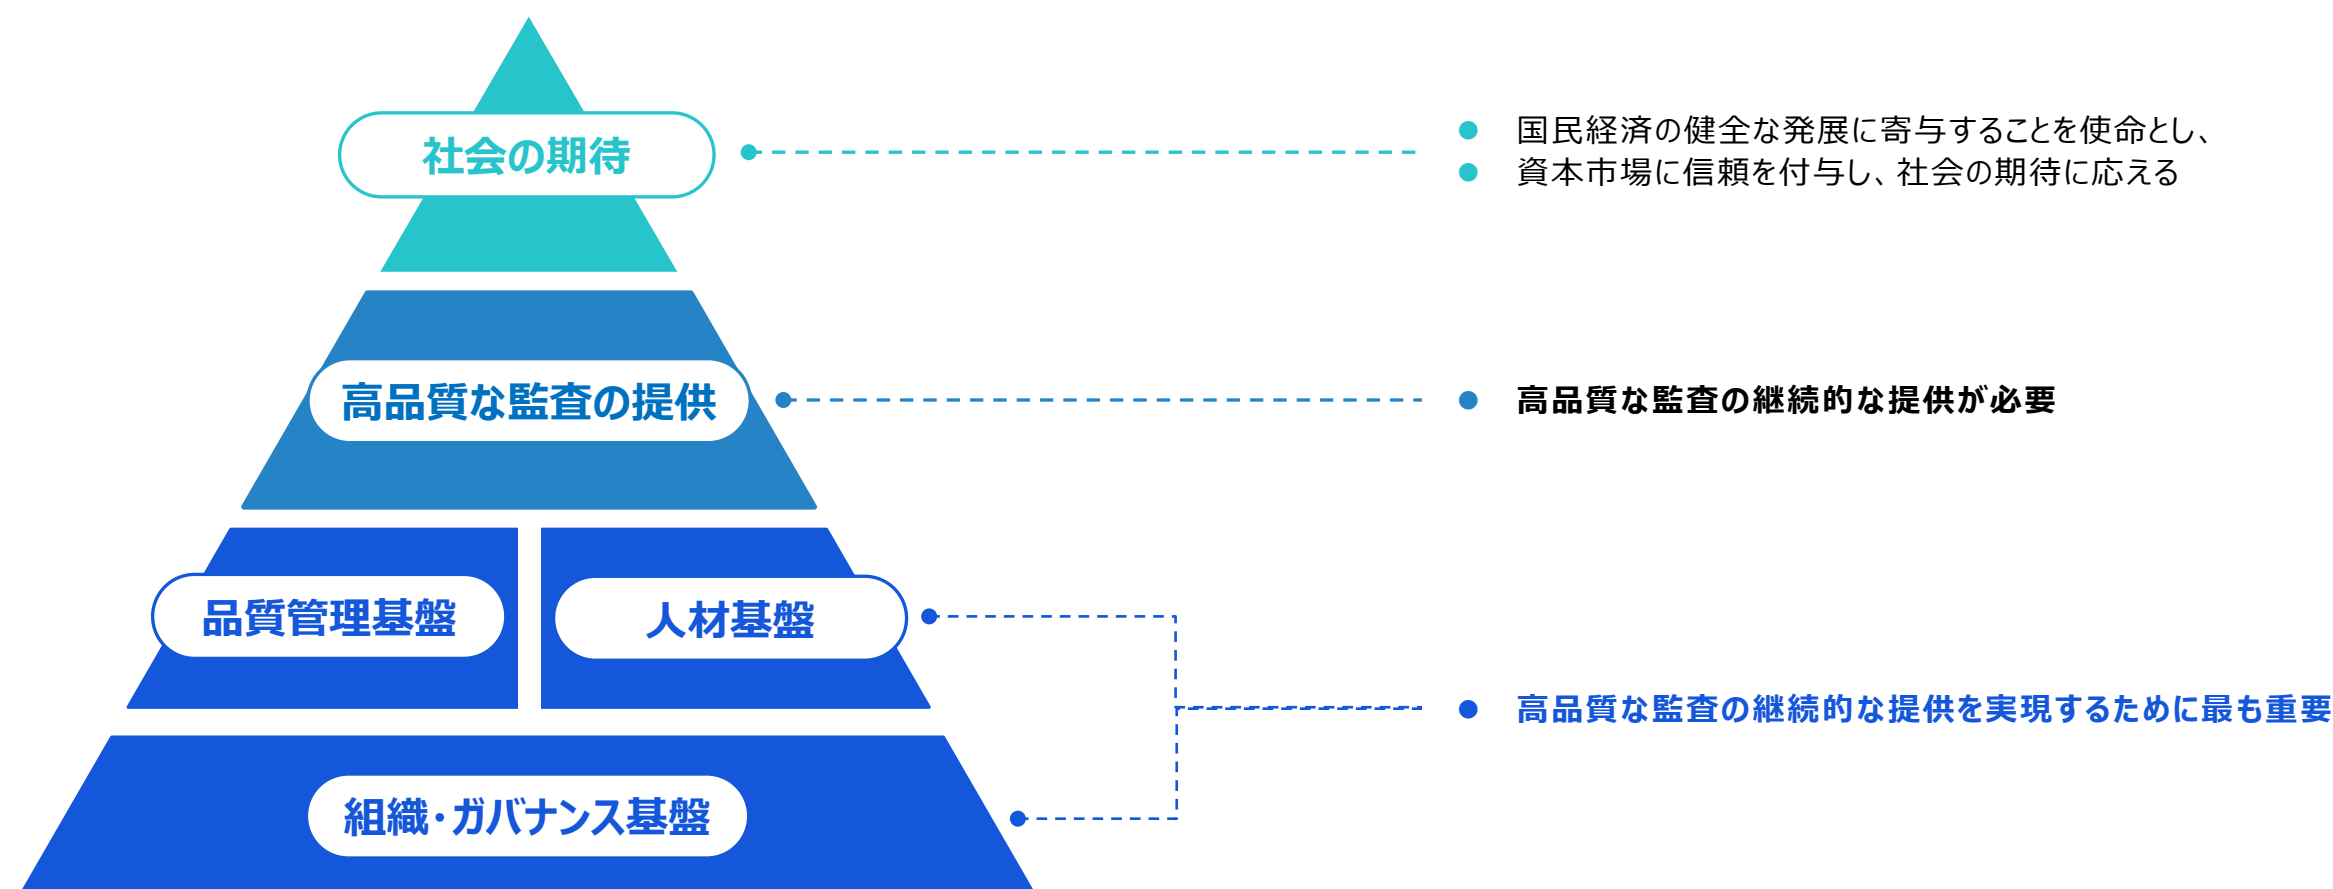 社会の期待
国民経済の健全な発展に寄与することを使命とし、
資本市場に信頼を付与し、社会の期待に応える
高品質な監査の提供
高品質な監査の継続的な提供が必要
品質管理基盤
人材基盤
高品質な監査の継続的な提供を実現するために最も重要
組織・ガバナンス基盤